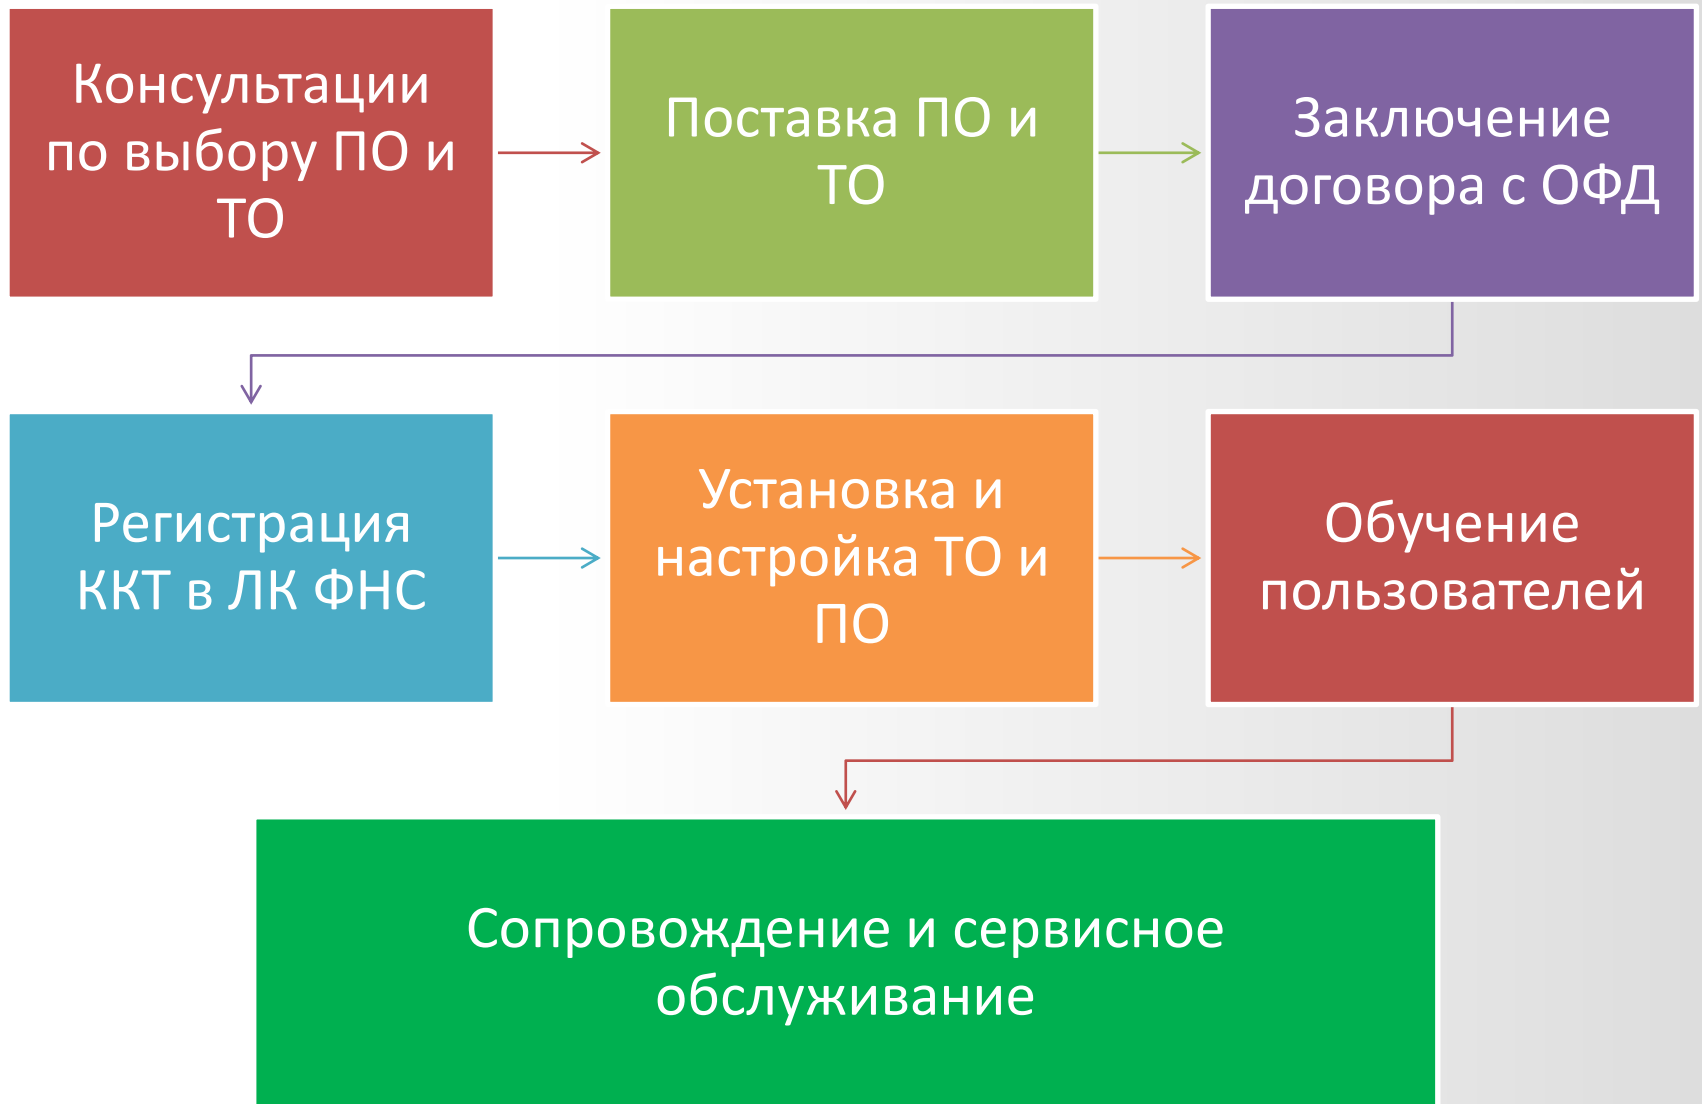 Консультации
по выбору ПО и
ТО
Поставка ПО и
ТО
Заключение
договора с ОФД
Регистрация
ККТ в ЛК ФНС
Установка и
настройка ТО и
ПО
Обучение
пользователей
Сопровождение и сервисное
обслуживание